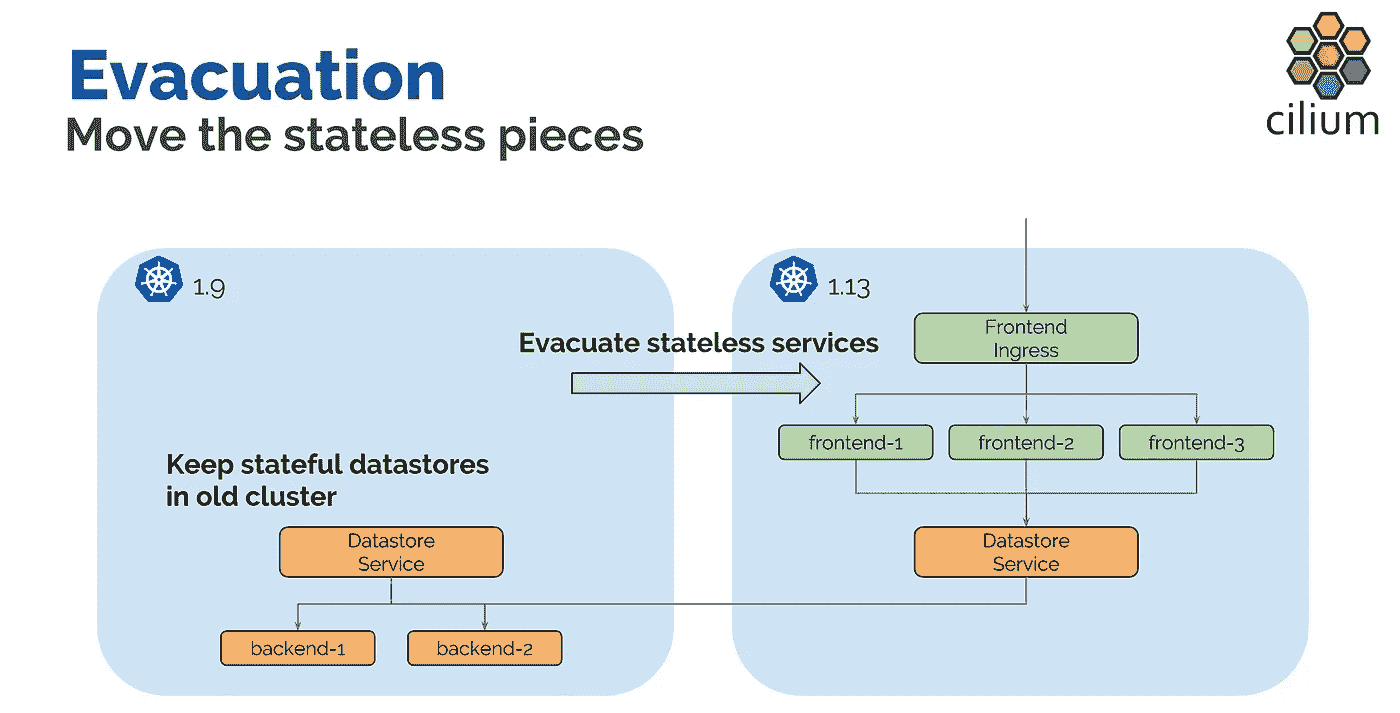 Evacuation
Move the stateless pieces
cilium
1.9
1.13
Evacuate stateless services
Frontend
Ingress
frontend-1
frontend-2
frontend-3
Keep stateful datastores
in old cluster
Datastore
Service
Datastore
Service
backend-1
backend-2